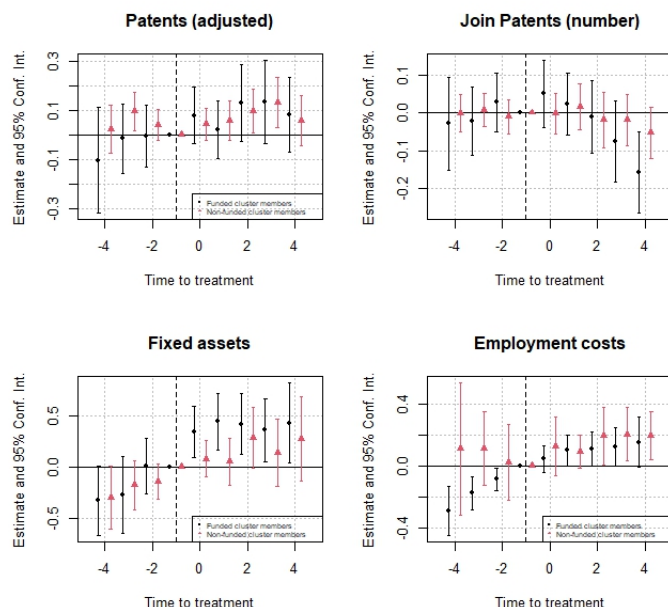 Patents (adjusted)
Estimate and 95% Conf. Int.
0.3
0.1
-0.1
-0.3
Funded cluster members
Non-funded cluster members
-4 -2 0 2 4
Time to treatment
Join Patents (number)
Estimate and 95% Conf. Int.
0.1
0.0
-0.1
-0.2
-4 -2 0 2 4
Time to treatment
Fixed assets
Estimate and 95% Conf. Int.
0.5
-0.5
Funded cluster members
Non-funded cluster members
-4 -2 0 2 4
Time to treatment
Employment costs
Estimate and 95% Conf. Int.
0.4
0.0
-0.4
Funded cluster members
Non-funded cluster members
-4 -2 0 2 4
Time to treatment